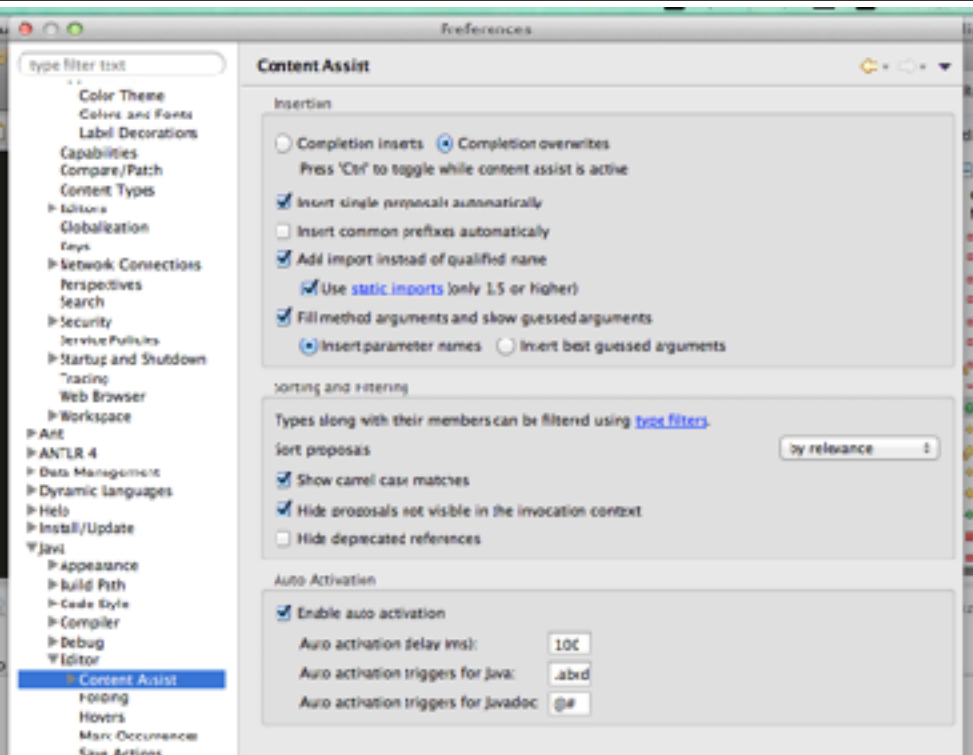 Preferences
type filter text
Color Theme
Colors and Fonts
Label Decorations
Capabilities
Compare/Patch
Content Types
Editors
Globalization
Keys
Network Connections
Perspectives
Search
Security
Service Policies
Startup and Shutdown
Tracing
Web Browser
Workspace
Ant
ANTLR 4
Data Management
Dynamic Languages
Help
Install/Update
Java
Appearance
Build Path
Code Style
Compiler
Debug
Editor
Content Assist
Folding
Hovers
Mark Occurrences
Save Actions
Content Assist
Insertion
Completion inserts Completion overwrites
Press 'Ctrl' to toggle while content assist is active
Insert single proposals automatically
Insert common prefixes automatically
Add import instead of qualified name
Use static imports (only 1.5 or higher)
Fill method arguments and show guessed arguments
Insert parameter names Insert best guessed arguments
Sorting and Filtering
Types along with their members can be filtered using type filters.
Sort proposals by relevance
Show camel case matches
Hide proposals not visible in the invocation context
Hide deprecated references
Auto Activation
Enable auto activation
Auto activation delay (ms): 100
Auto activation triggers for Java: .abcd
Auto activation triggers for Javadoc: @#